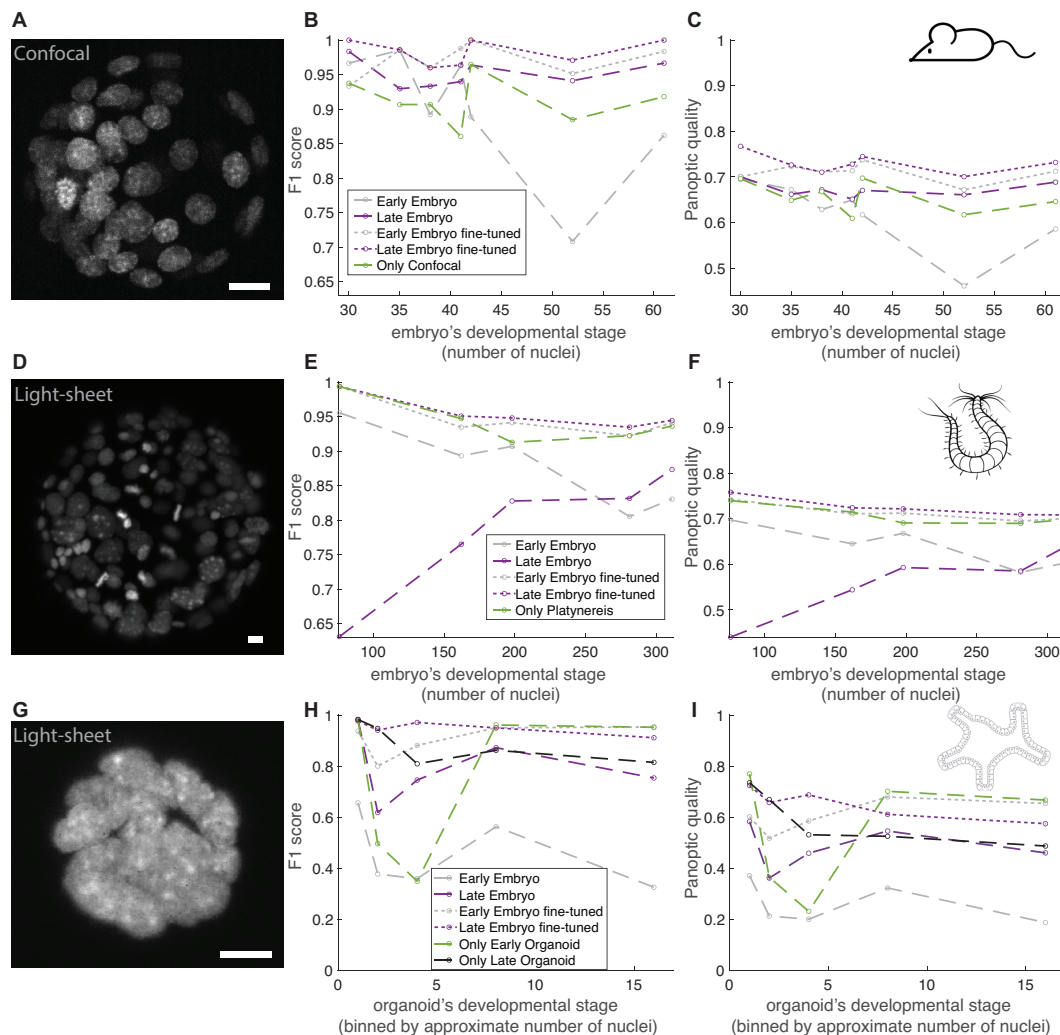 A
Confocal
B
1
0.95
0.9
0.85
0.8
0.75
0.7
0.65
F1 score
Early Embryo
Late Embryo
Early Embryo fine-tuned
Late Embryo fine-tuned
Only Confocal
30 35 40 45 50 55 60
embryo's developmental stage
(number of nuclei)
C
1
0.9
0.8
0.7
0.6
0.5
Panoptic quality
30 35 40 45 50 55 60
embryo's developmental stage
(number of nuclei)
D
Light-sheet
E
1
0.95
0.9
0.85
0.8
0.75
0.7
0.65
F1 score
Early Embryo
Late Embryo
Early Embryo fine-tuned
Late Embryo fine-tuned
Only Platynereis
100 150 200 250 300
embryo's developmental stage
(number of nuclei)
F
1
0.9
0.8
0.7
0.6
0.5
Panoptic quality
100 150 200 250 300
embryo's developmental stage
(number of nuclei)
G
Light-sheet
H
1
0.8
0.6
0.4
0.2
0
F1 score
Early Embryo
Late Embryo
Early Embryo fine-tuned
Late Embryo fine-tuned
Only Early Organoid
Only Late Organoid
0 5 10 15
organoid's developmental stage
(binned by approximate number of nuclei)
I
1
0.8
0.6
0.4
0.2
0
Panoptic quality
0 5 10 15
organoid's developmental stage
(binned by approximate number of nuclei)